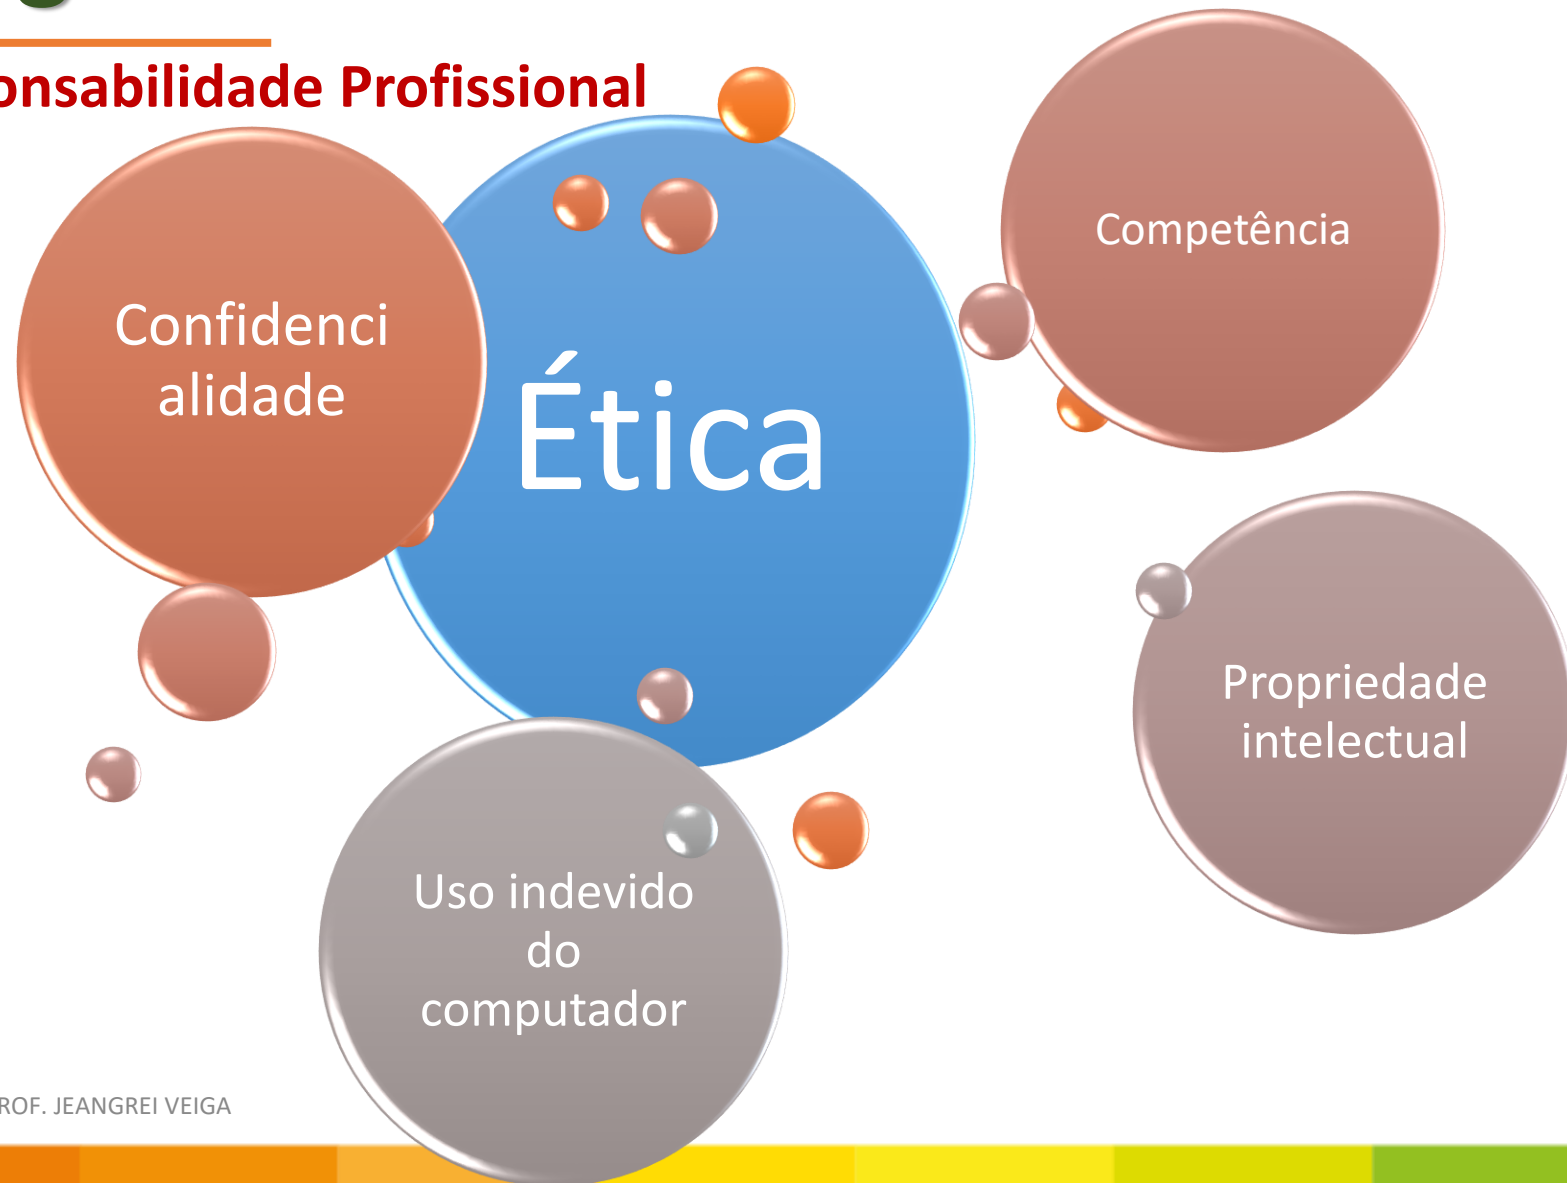 onsabilidade Profissional
Competência
Confidenci
alidade
Ética
Propriedade
intelectual
Uso indevido
do
computador
ROF. JEANGREI VEIGA